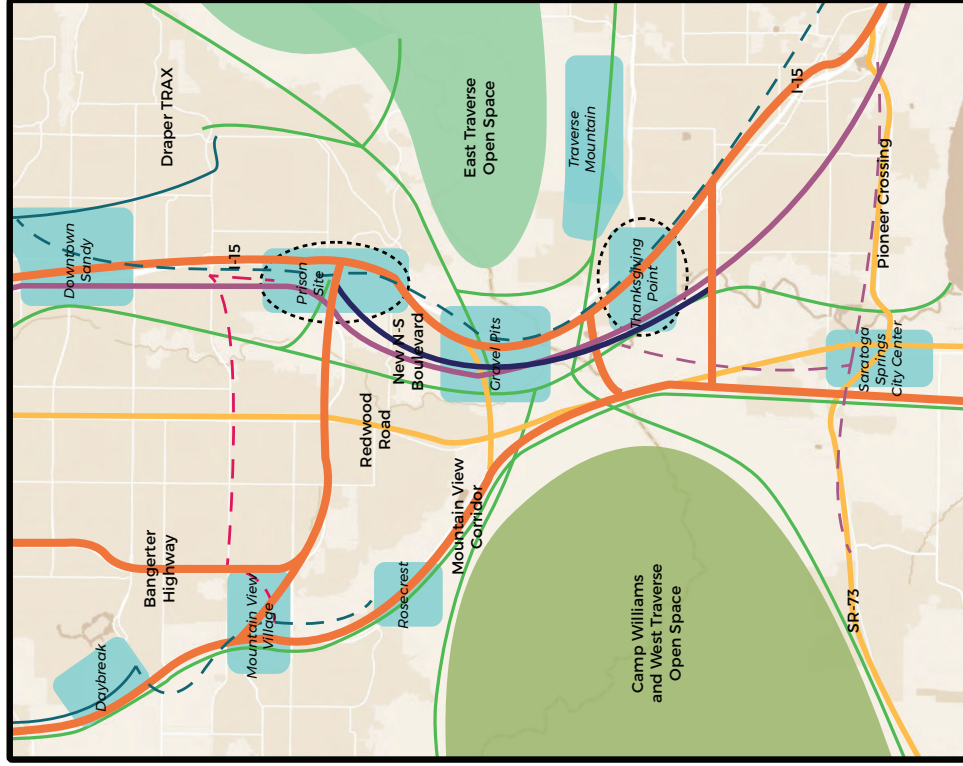 Draper TRAX
East Traverse
Open Space
Traverse
Mountain
I-15
Pioneer Crossing
Downtown
Sandy
I-15
Prison
Site
Thanksgiving
Point
New N-S
Boulevard
Gravel Pits
Saratoga
Springs
City Center
Redwood
Road
Mountain View
Corridor
Bangerter
Highway
Mountain View
Village
Rosecrest
Daybreak
Camp Williams
and West Traverse
Open Space
SR-73